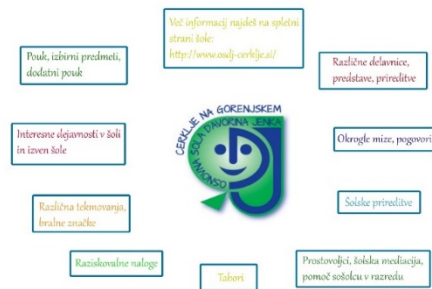 Več informacij najdeš na spletni
strani šole:
http://www.osdj-cerklje.si/
Pouk, izbirni predmeti,
dodatni pouk
Različne delavnice,
predstave, prireditve
CERKLJE NA GORENJSKEM
OSNOVNA ŠOLA DAVORINA JENKA
Interesne dejavnosti v šoli
in izven šole
Okrogle mize, pogovori
Različna tekmovanja,
bralne značke
Šolske prireditve
Raziskovalne naloge
Tabori
Prostovoljci, šolska mediacija,
pomoč sošolcu v razredu